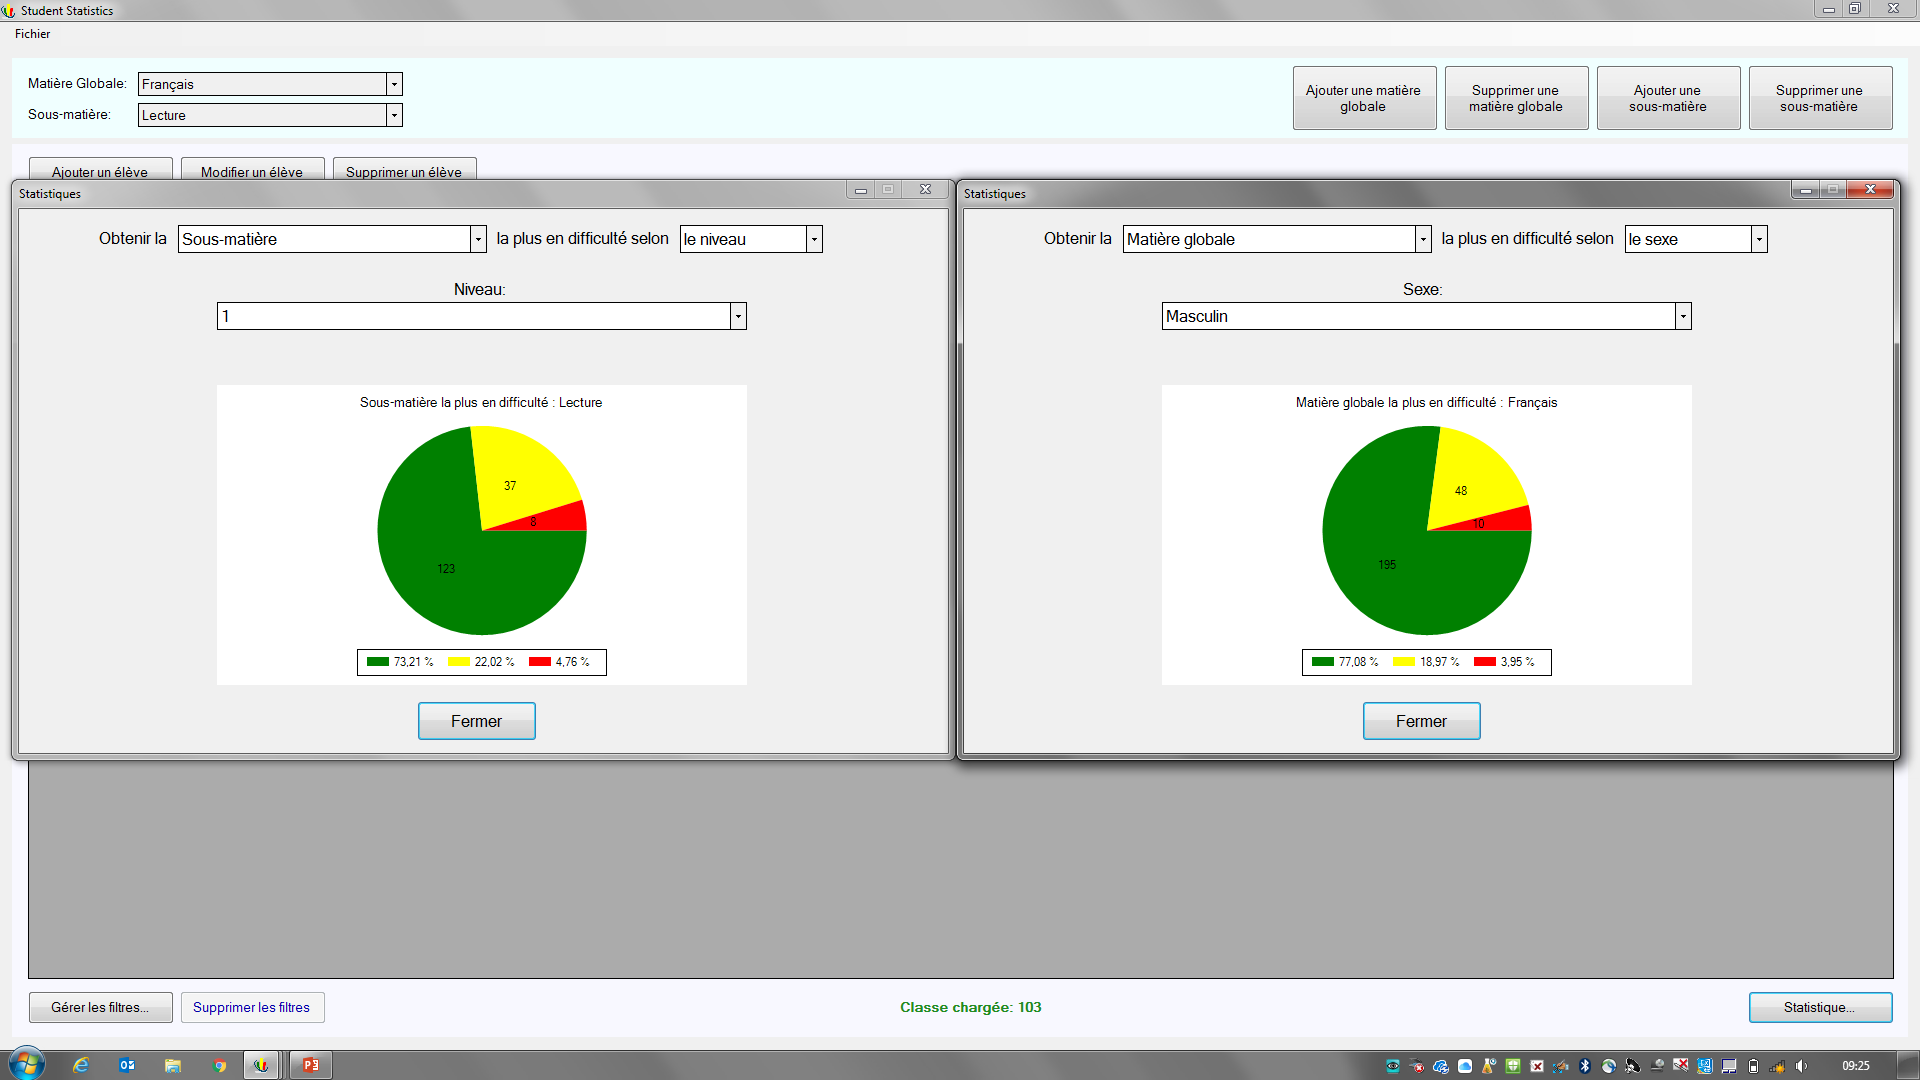 Student Statistics
Fichier
Matière Globale: Français
Sous-matière: Lecture
Ajouter une matière
globale
Supprimer une
matière globale
Ajouter une
sous-matière
Supprimer une
sous-matière
Ajouter un élève
Modifier un élève
Supprimer un élève
Statistiques
Obtenir la Sous-matière la plus en difficulté selon le niveau
Niveau:
1
Sous-matière la plus en difficulté : Lecture
37
8
123
73,21 % 22,02 % 4,76 %
Fermer
Statistiques
Obtenir la Matière globale la plus en difficulté selon le sexe
Sexe:
Masculin
Matière globale la plus en difficulté : Français
48
10
195
77,08 % 18,97 % 3,95 %
Fermer
Gérer les filtres...
Supprimer les filtres
Classe chargée: 103
Statistique...
09:25